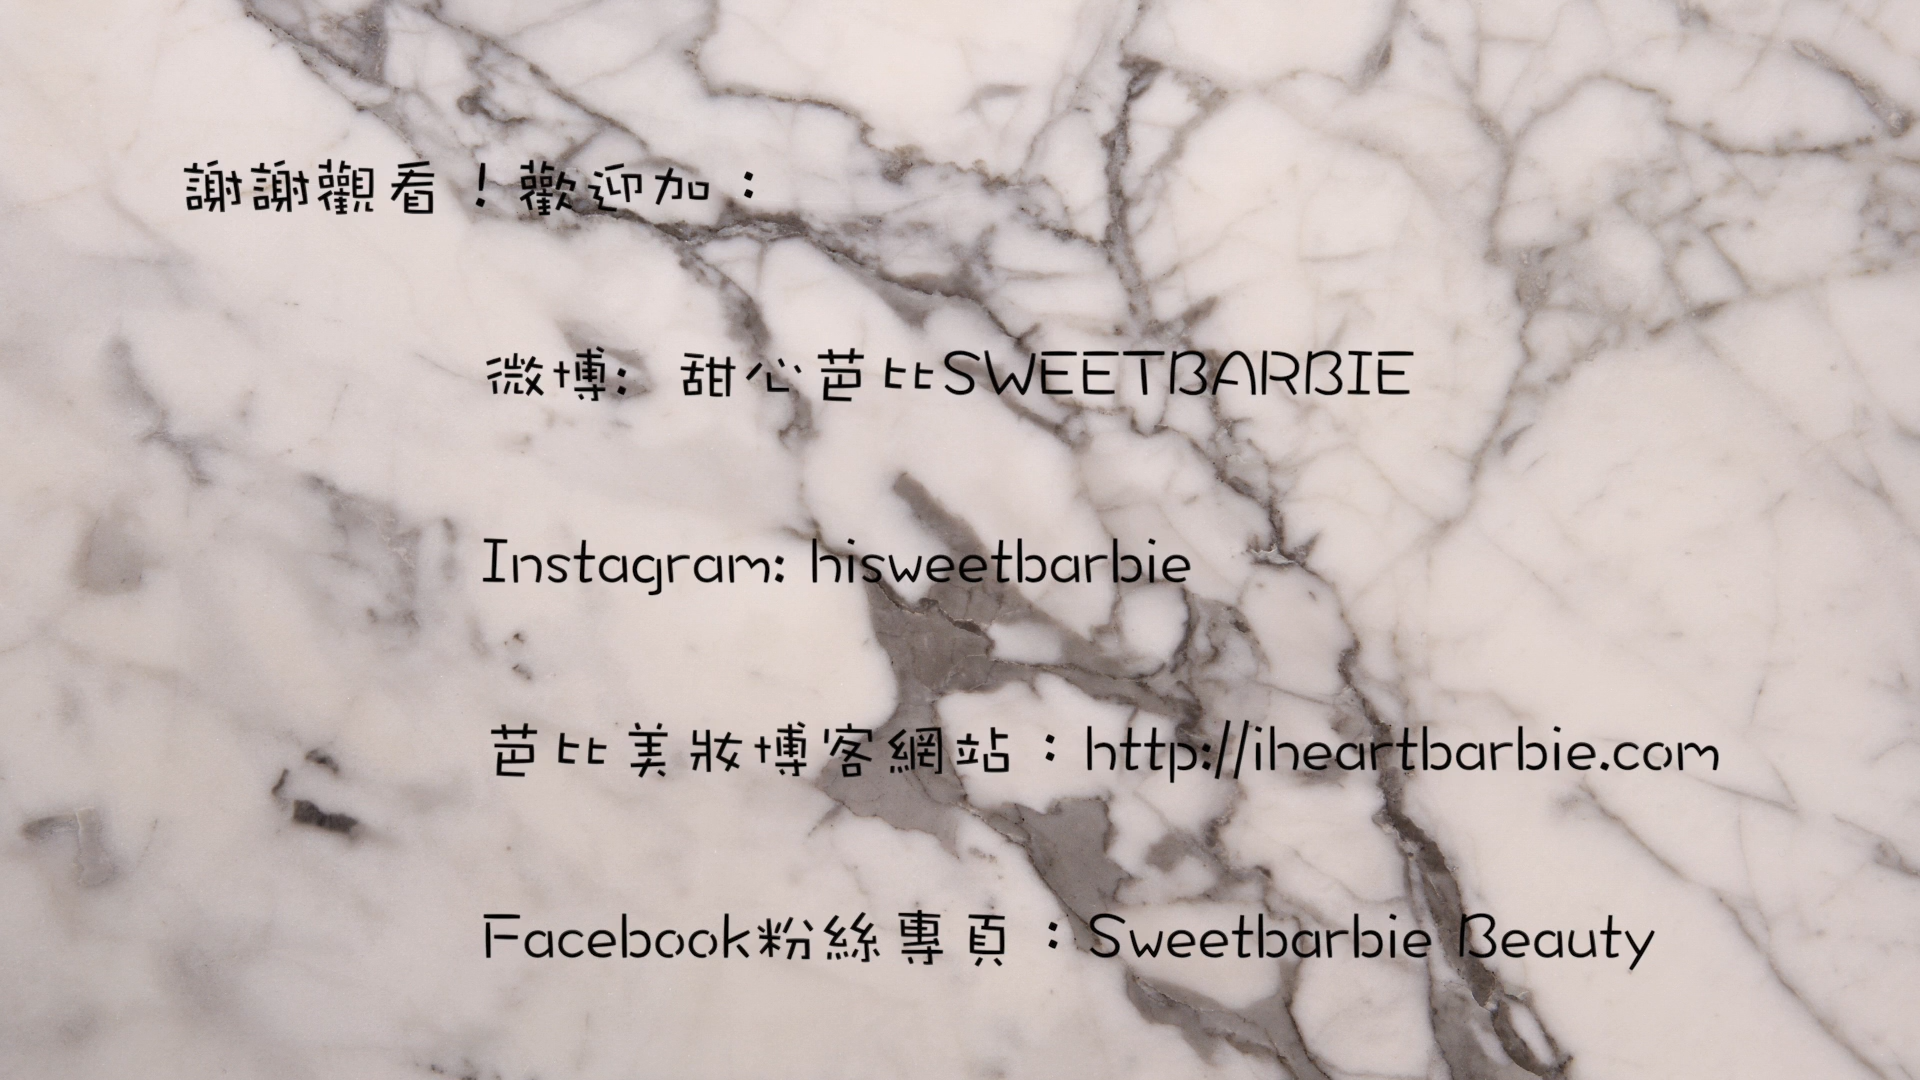 謝謝觀看！歡迎加：
微博: 甜心芭比SWEETBARBIE
Instagram: hisweetbarbie
芭比美妝博客網站：http://iheartbarbie.com
Facebook粉絲專頁：Sweetbarbie Beauty